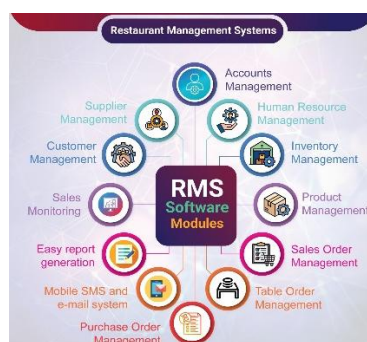 Restaurant Management Systems
Accounts
Management
Supplier
Management
Human Resource
Management
Customer
Management
Inventory
Management
RMS
Software
Modules
Sales
Monitoring
Product
Management
Easy report
generation
Sales Order
Management
Mobile SMS and
e-mail system
Table Order
Management
Purchase Order
Management